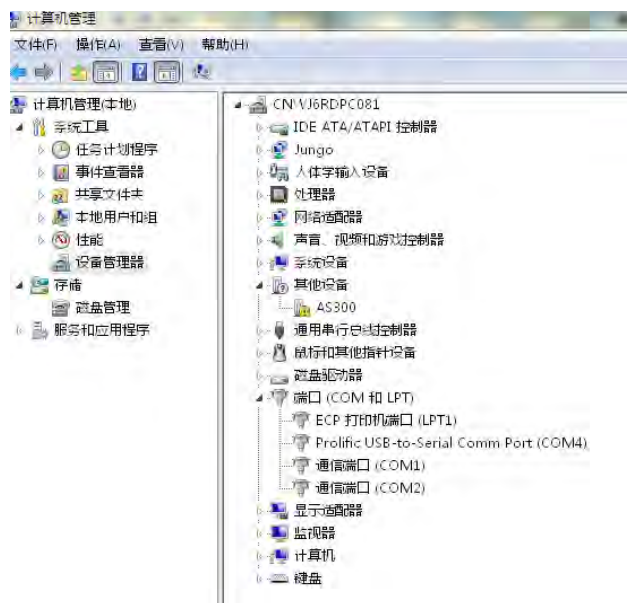 计算机管理
文件(F) 操作(A) 查看(V) 帮助(H)
计算机管理(本地)
系统工具
任务计划程序
事件查看器
共享文件夹
本地用户和组
性能
设备管理器
存储
磁盘管理
服务和应用程序
CNVVJ6RDPC081
IDE ATA/ATAPI 控制器
Jungo
人体学输入设备
处理器
网络适配器
声音、视频和游戏控制器
系统设备
其他设备
AS300
通用串行总线控制器
鼠标和其他指针设备
磁盘驱动器
端口 (COM 和 LPT)
ECP 打印机端口 (LPT1)
Prolific USB-to-Serial Comm Port (COM4)
通信端口 (COM1)
通信端口 (COM2)
显示适配器
监视器
计算机
键盘